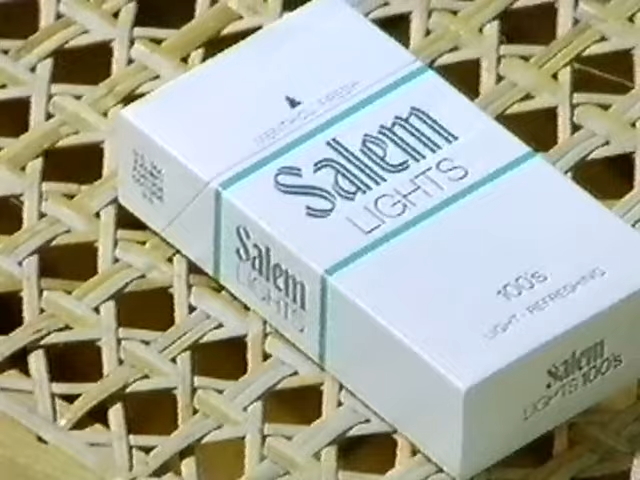 MENTHOL FRESH
Salem
LIGHTS
Salem
LIGHTS
100's
LIGHT · REFRESHING
Salem
LIGHTS 100's